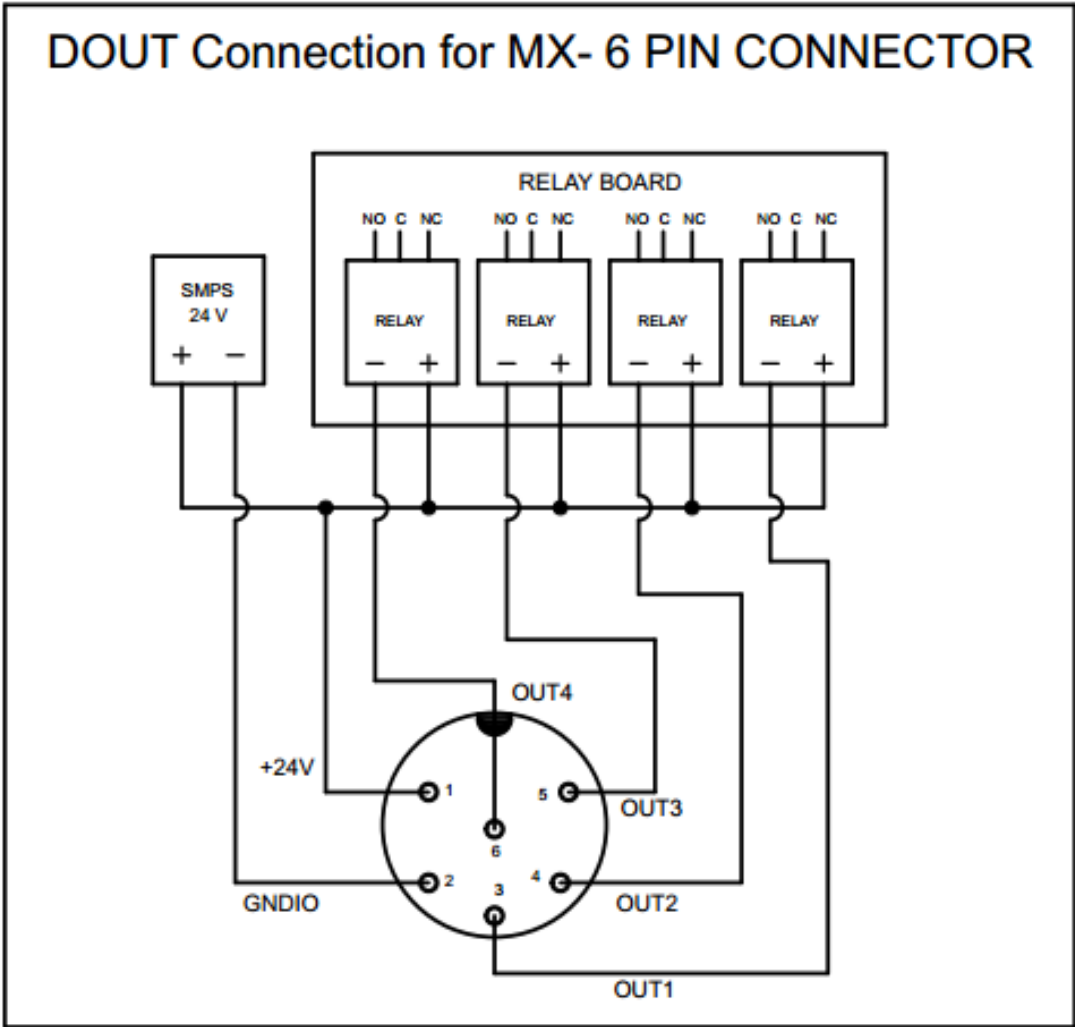 DOUT Connection for MX- 6 PIN CONNECTOR
RELAY BOARD
NO C NC
NO C NC
NO C NC
NO C NC
SMPS
24 V
+ −
RELAY
− +
RELAY
− +
RELAY
− +
RELAY
− +
OUT4
+24V
1
5
OUT3
6
2
4
3
GNDIO
OUT2
OUT1